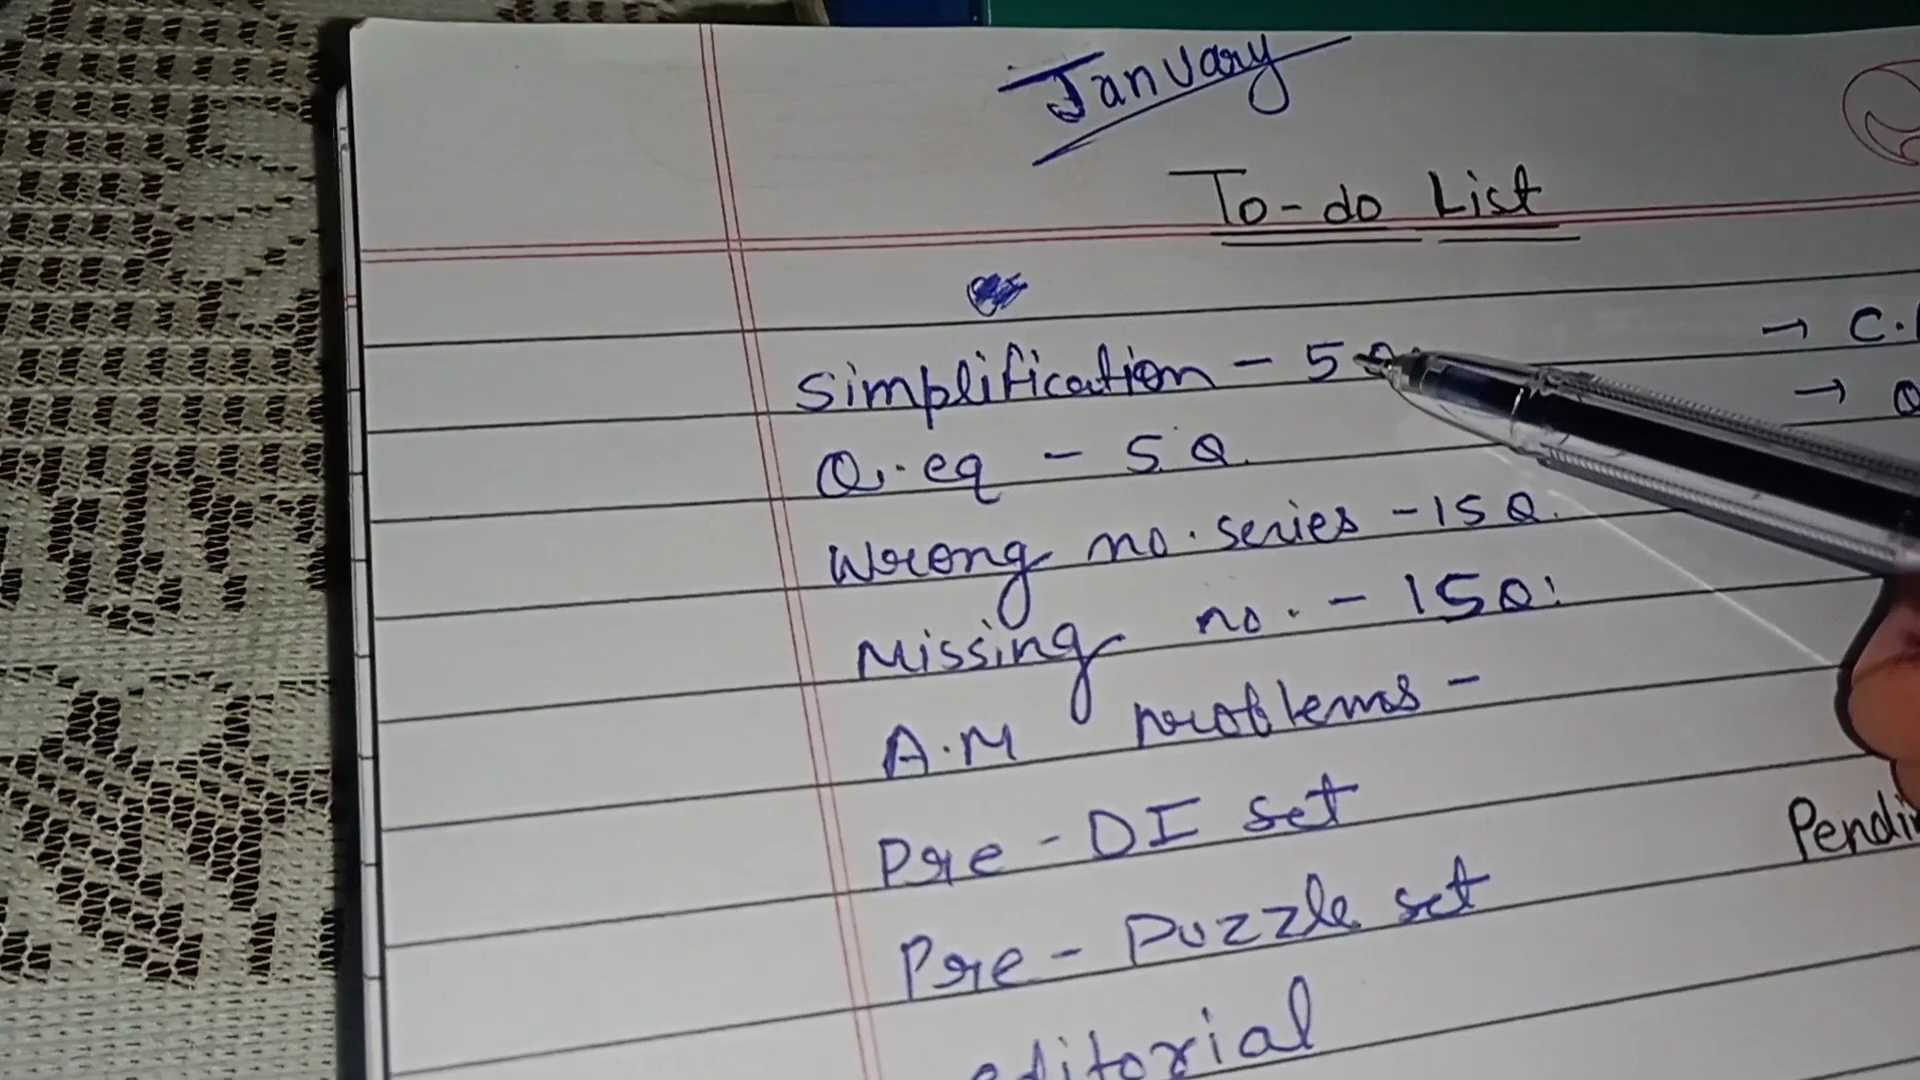 January
To-do List
Simplification - 5 Q.
→ C.
Q.eq - 5 Q.
→ Q
Wrong no. series - 15 Q.
Missing no. - 15 Q.
A.M problems -
Pre - DI set
Pre - Puzzle set
editorial